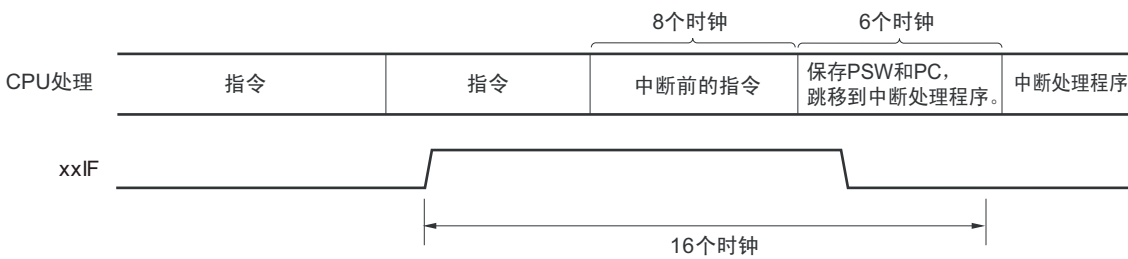 8个时钟
6个时钟
CPU处理
指令
指令
中断前的指令
保存PSW和PC，
跳移到中断处理程序。
中断处理程序
xxIF
16个时钟